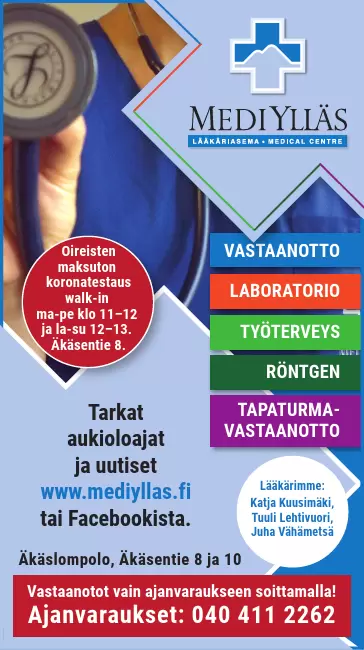 MEDIYLLÄS
LÄÄKÄRIASEMA • MEDICAL CENTRE
VASTAANOTTO
LABORATORIO
TYÖTERVEYS
RÖNTGEN
TAPATURMA-
VASTAANOTTO
Oireisten
maksuton
koronatestaus
walk-in
ma-pe klo 11–12
ja la-su 12–13.
Äkäsentie 8.
Tarkat
aukioloajat
ja uutiset
www.mediyllas.fi
tai Facebookista.
Lääkärimme:
Katja Kuusimäki,
Tuuli Lehtivuori,
Juha Vähämetsä
Äkäslompolo, Äkäsentie 8 ja 10
Vastaanotot vain ajanvaraukseen soittamalla!
Ajanvaraukset: 040 411 2262